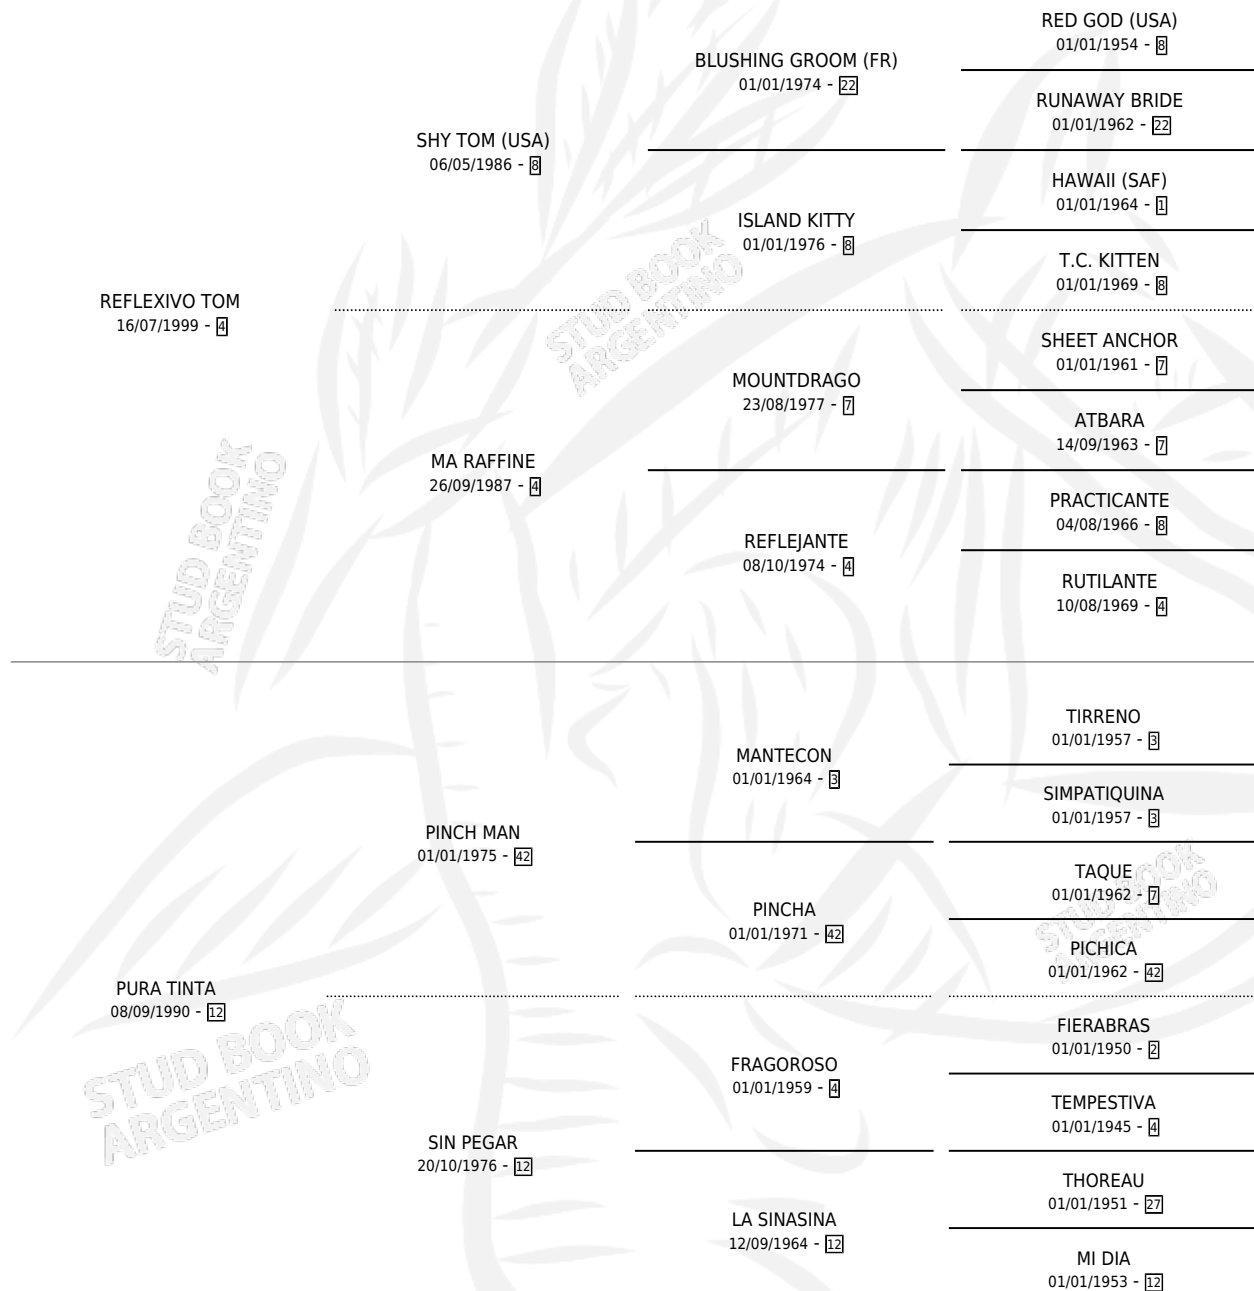 RED GOD (USA)
01/01/1954 - 8
BLUSHING GROOM (FR)
01/01/1974 - 22
RUNAWAY BRIDE
01/01/1962 - 22
SHY TOM (USA)
06/05/1986 - 8
HAWAII (SAF)
01/01/1964 - 1
ISLAND KITTY
01/01/1976 - 8
T.C. KITTEN
01/01/1969 - 8
REFLEXIVO TOM
16/07/1999 - 4
SHEET ANCHOR
01/01/1961 - 7
MOUNTDRAGO
23/08/1977 - 7
ATBARA
14/09/1963 - 7
MA RAFFINE
26/09/1987 - 4
PRACTICANTE
04/08/1966 - 8
REFLEJANTE
08/10/1974 - 4
RUTILANTE
10/08/1969 - 4
TIRRENO
01/01/1957 - 3
MANTECON
01/01/1964 - 3
SIMPATIQUINA
01/01/1957 - 3
PINCH MAN
01/01/1975 - 42
TAQUE
01/01/1962 - 7
PINCHA
01/01/1971 - 42
PICHICA
01/01/1962 - 42
PURA TINTA
08/09/1990 - 12
FIERABRAS
01/01/1950 - 2
FRAGOROSO
01/01/1959 - 4
TEMPESTIVA
01/01/1945 - 4
SIN PEGAR
20/10/1976 - 12
THOREAU
01/01/1951 - 27
LA SINASINA
12/09/1964 - 12
MI DIA
01/01/1953 - 12
STUD BOOK
ARGENTINO
STUD BOOK
ARGENTINO
STUD BOOK
ARGENTINO
STUD BOOK
ARGENTINO